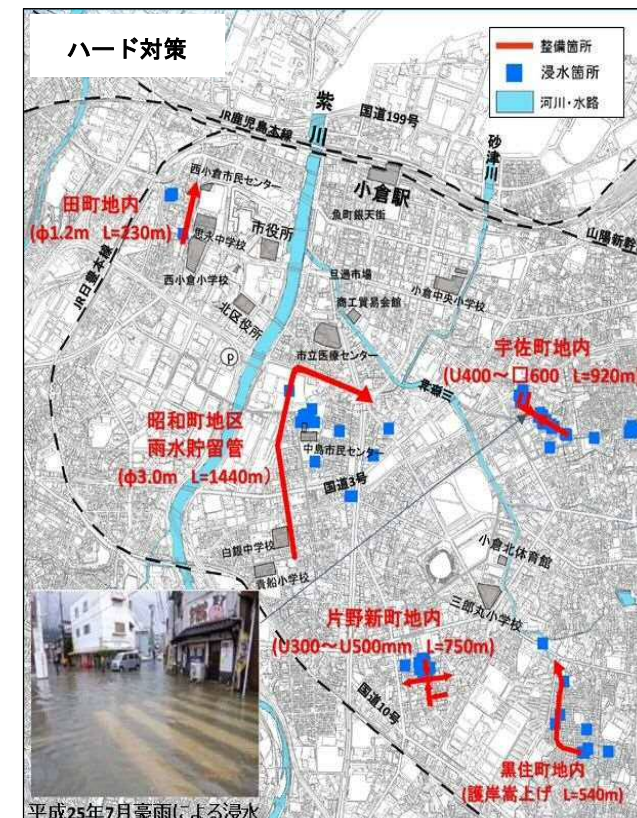 ハード対策
整備箇所
浸水箇所
河川・水路
紫川
国道199号
JR鹿児島本線
砂津川
西小倉市民センター
小倉駅
田町地内
(φ1.2m L=230m)
思永中学校
市役所
魚町銀天街
山陽新幹
西小倉小学校
JR日豊本線
旦過市場
小倉中央小学校
北区役所
商工貿易会館
P
市立医療センター
宇佐町地内
(U400~□600 L=920m)
昭和町地区
雨水貯留管
(φ3.0m L=1440m)
中島市民センター
国道3号
白銀中学校
小倉北体育館
貴船小学校
三郎丸小学校
片野新町地内
(U300~U500mm L=750m)
国道10号
黒住町地内
(護岸嵩上げ L=540m)
平成25年7月豪雨による浸水